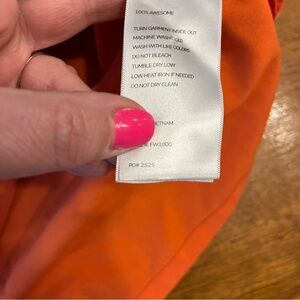 100% AWESOME
TURN GARMENT INSIDE OUT
MACHINE WASH COLD
WASH WITH LIKE COLORS
DO NOT BLEACH
TUMBLE DRY LOW
LOW HEAT IRON IF NEEDED
DO NOT DRY CLEAN
FW1000
PO# 2525